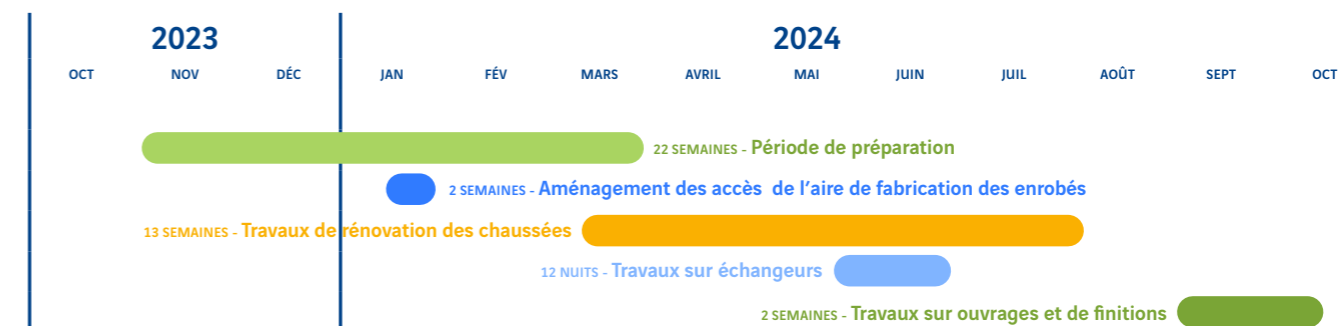 2023 2024
OCT NOV DÉC JAN FÉV MARS AVRIL MAI JUIN JUIL AOÛT SEPT OCT
22 SEMAINES - Période de préparation
2 SEMAINES - Aménagement des accès de l'aire de fabrication des enrobés
13 SEMAINES - Travaux de rénovation des chaussées
12 NUITS - Travaux sur échangeurs
2 SEMAINES - Travaux sur ouvrages et de finitions